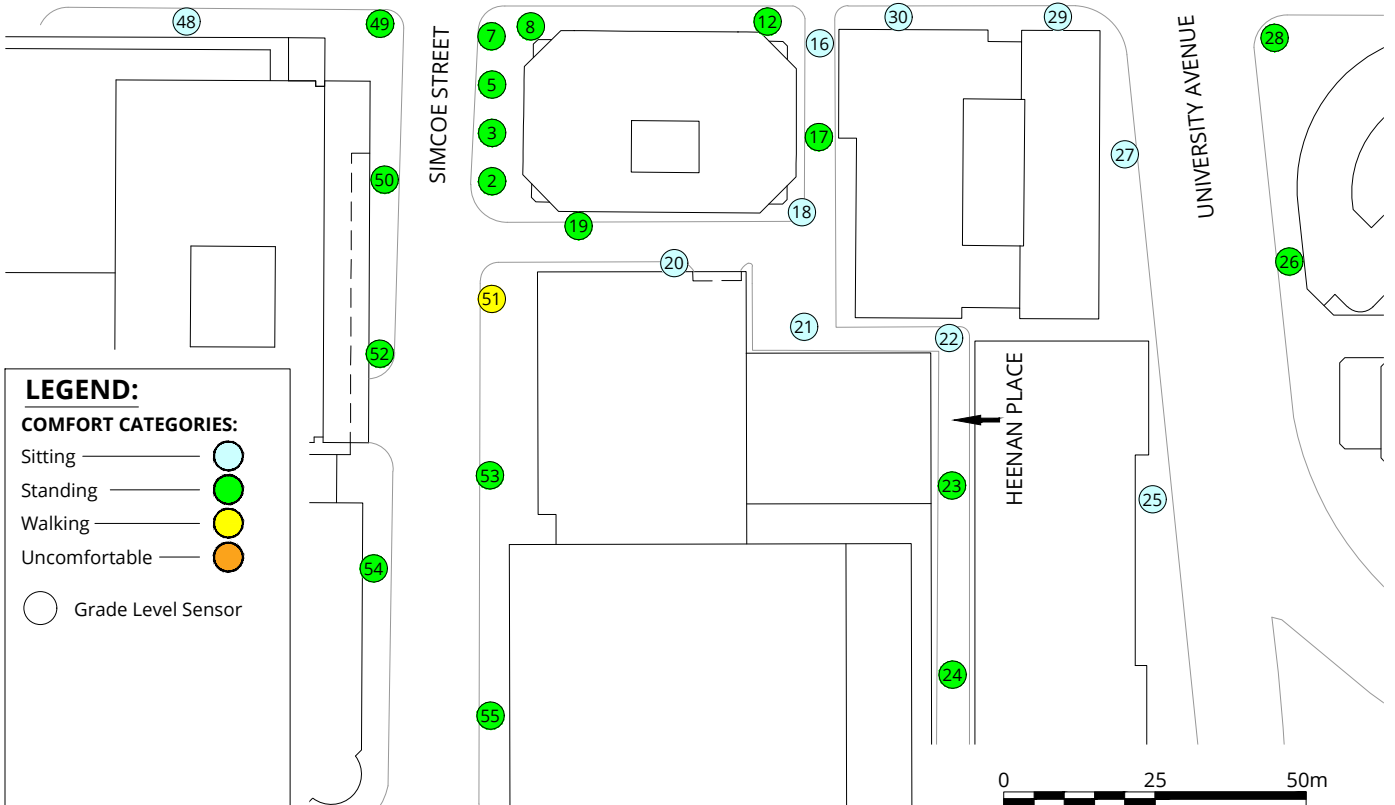 48
49
SIMCOE STREET
7
8
12
16
30
29
UNIVERSITY AVENUE
28
5
3
17
27
2
50
18
19
20
26
51
21
22
52
HEENAN PLACE
LEGEND:
COMFORT CATEGORIES:
Sitting
Standing
Walking
Uncomfortable
Grade Level Sensor
53
23
25
54
24
55
0 25 50m